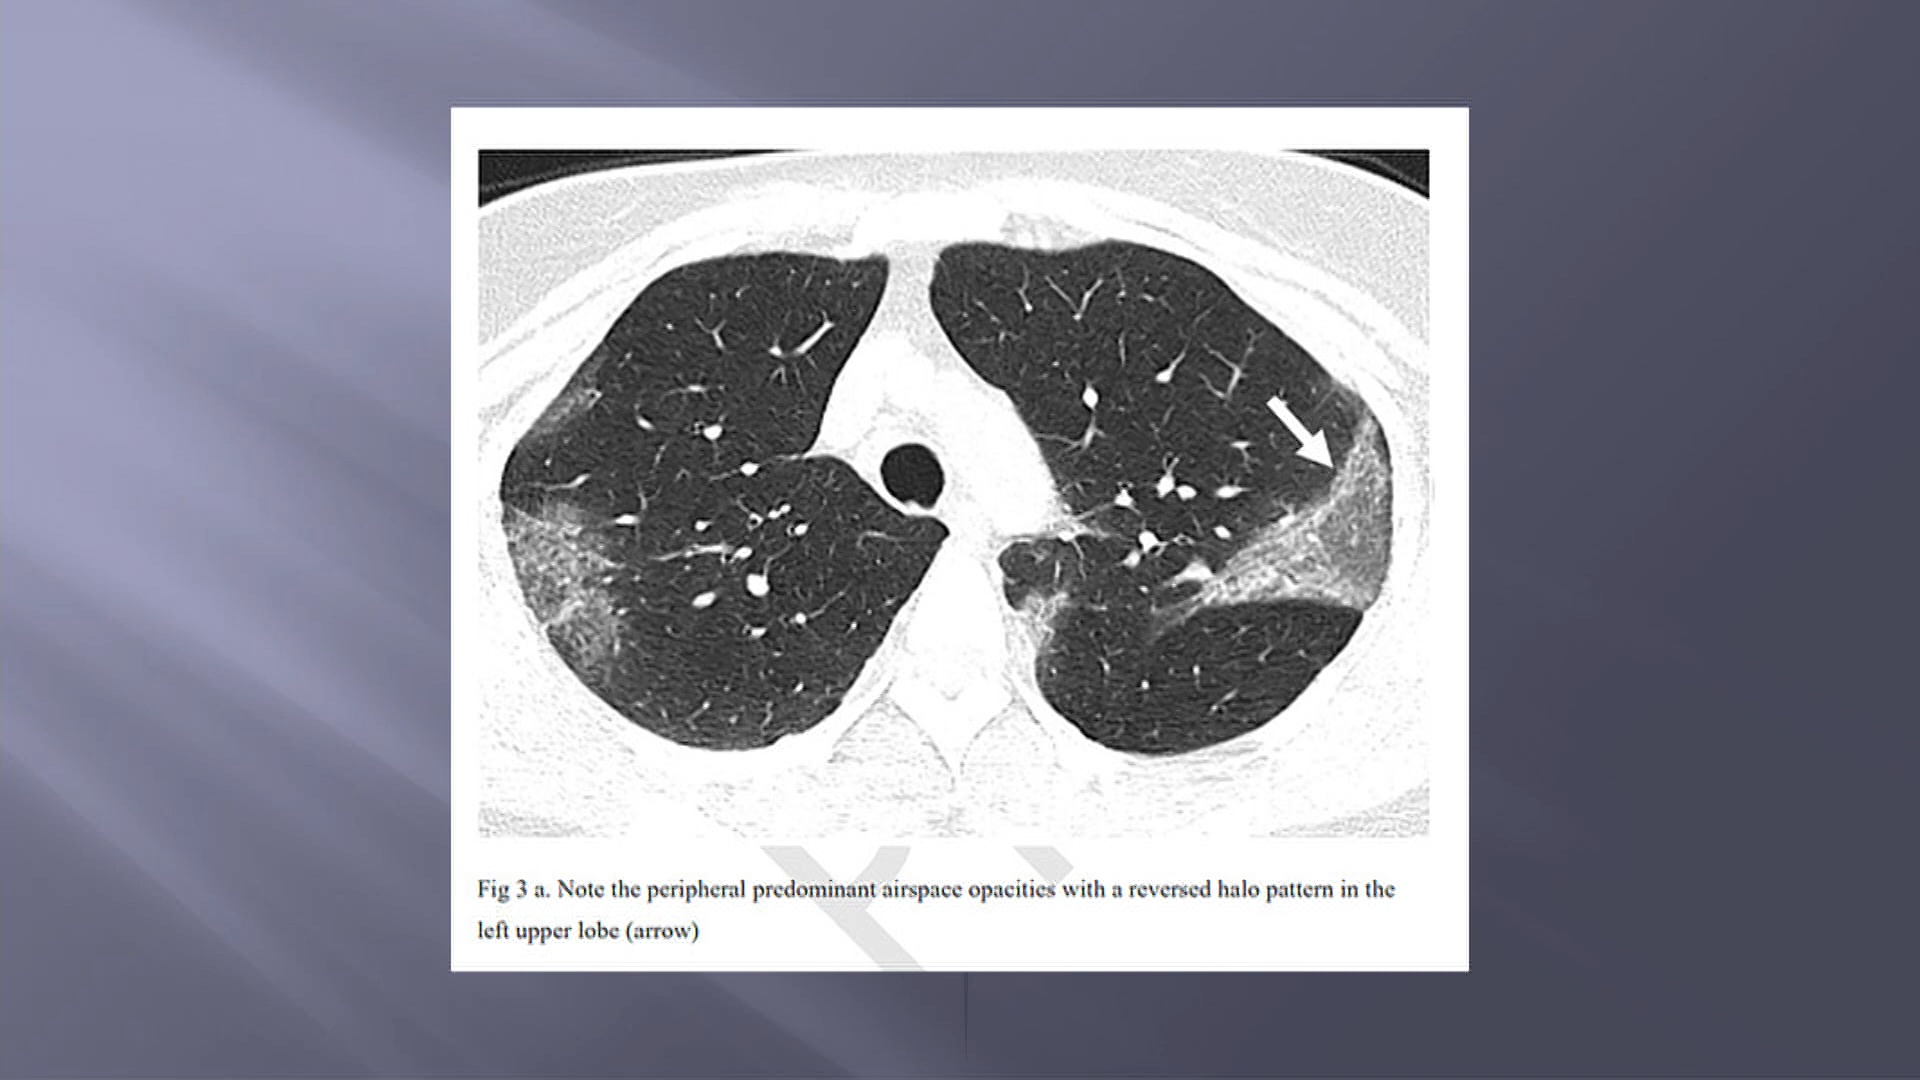 Fig 3 a. Note the peripheral predominant airspace opacities with a reversed halo pattern in the
left upper lobe (arrow)